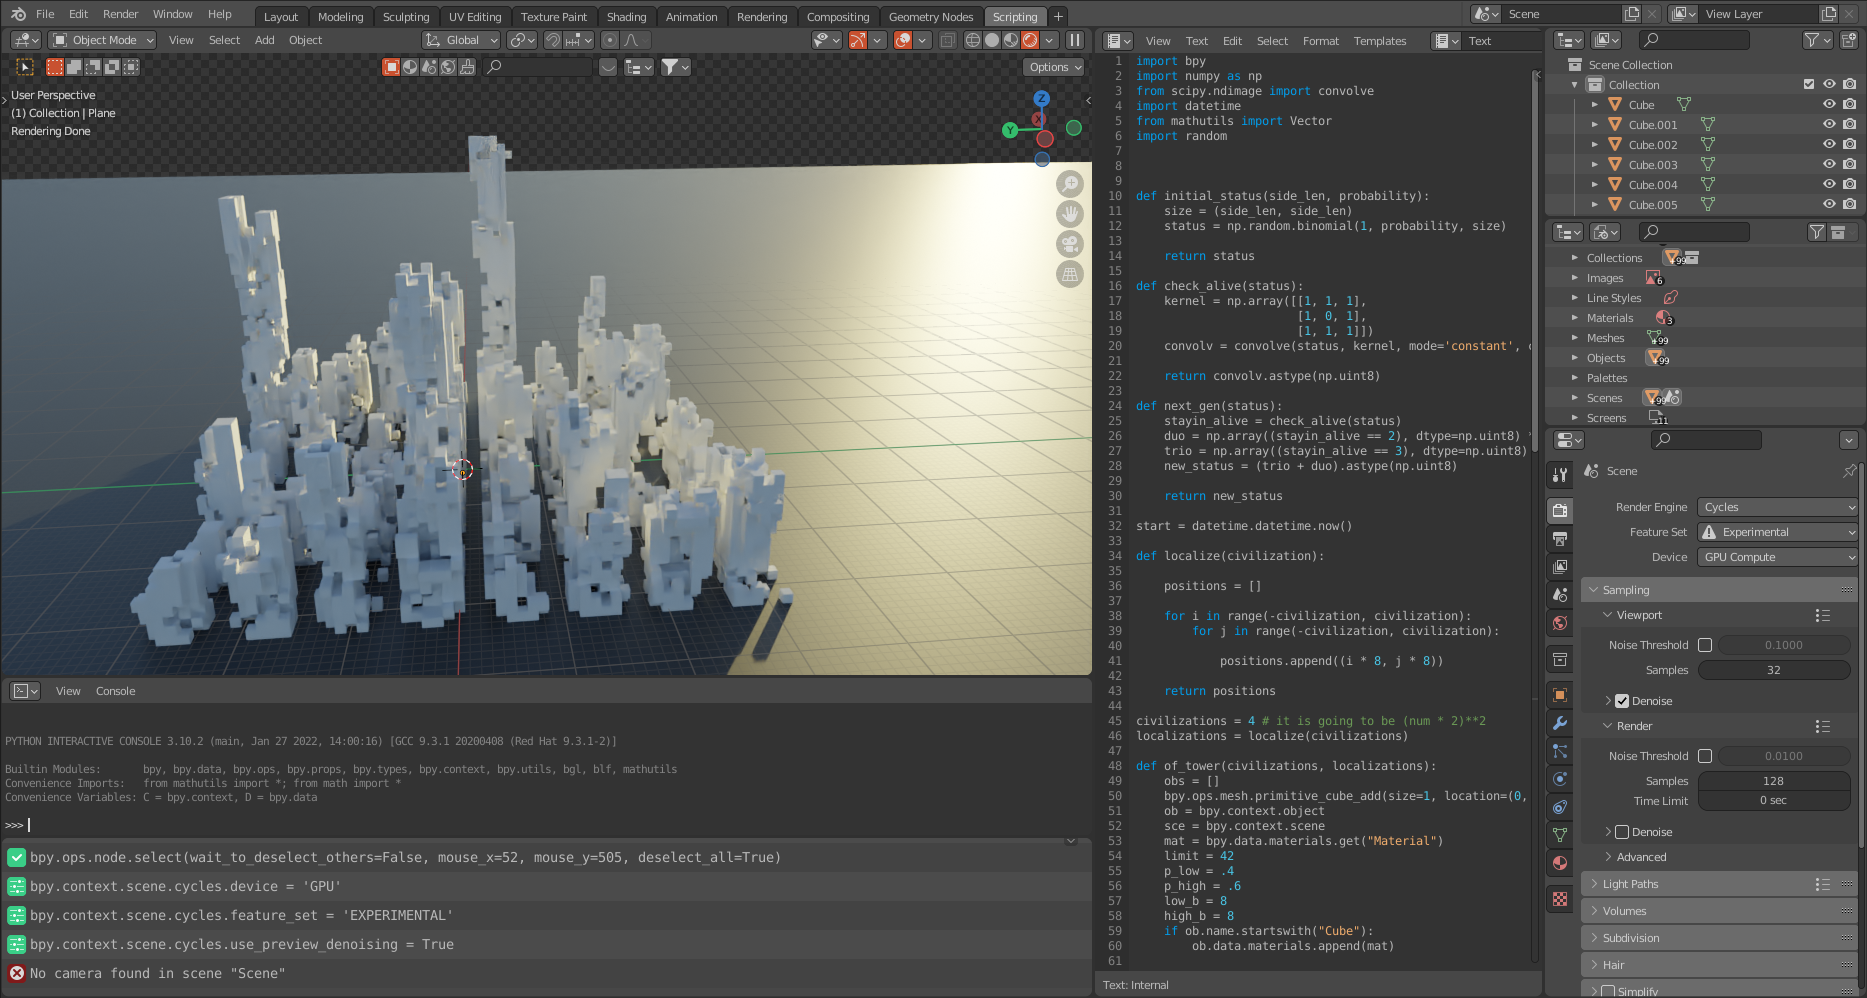 File Edit Render Window Help Layout Modeling Sculpting UV Editing Texture Paint Shading Animation Rendering Compositing Geometry Nodes Scripting + Scene View Layer
Object Mode View Select Add Object Global
Options
User Perspective
(1) Collection | Plane
Rendering Done
Z
X
Y
View Console
PYTHON INTERACTIVE CONSOLE 3.10.2 (main, Jan 27 2022, 14:00:16) [GCC 9.3.1 20200408 (Red Hat 9.3.1-2)]
Builtin Modules: bpy, bpy.data, bpy.ops, bpy.props, bpy.types, bpy.context, bpy.utils, bgl, blf, mathutils
Convenience Imports: from mathutils import *; from math import *
Convenience Variables: C = bpy.context, D = bpy.data
>>>
bpy.ops.node.select(wait_to_deselect_others=False, mouse_x=52, mouse_y=505, deselect_all=True)
bpy.context.scene.cycles.device = 'GPU'
bpy.context.scene.cycles.feature_set = 'EXPERIMENTAL'
bpy.context.scene.cycles.use_preview_denoising = True
No camera found in scene "Scene"
View Text Edit Select Format Templates Text
1 import bpy
2 import numpy as np
3 from scipy.ndimage import convolve
4 import datetime
5 from mathutils import Vector
6 import random
7
8
9
10 def initial_status(side_len, probability):
11 size = (side_len, side_len)
12 status = np.random.binomial(1, probability, size)
13
14 return status
15
16 def check_alive(status):
17 kernel = np.array([[1, 1, 1],
18 [1, 0, 1],
19 [1, 1, 1]])
20 convolv = convolve(status, kernel, mode='constant',
21
22 return convolv.astype(np.uint8)
23
24 def next_gen(status):
25 stayin_alive = check_alive(status)
26 duo = np.array((stayin_alive == 2), dtype=np.uint8)
27 trio = np.array((stayin_alive == 3), dtype=np.uint8)
28 new_status = (trio + duo).astype(np.uint8)
29
30 return new_status
31
32 start = datetime.datetime.now()
33
34 def localize(civilization):
35
36 positions = []
37
38 for i in range(-civilization, civilization):
39 for j in range(-civilization, civilization):
40
41 positions.append((i * 8, j * 8))
42
43 return positions
44
45 civilizations = 4 # it is going to be (num * 2)**2
46 localizations = localize(civilizations)
47
48 def of_tower(civilizations, localizations):
49 obs = []
50 bpy.ops.mesh.primitive_cube_add(size=1, location=(0,
51 ob = bpy.context.object
52 sce = bpy.context.scene
53 mat = bpy.data.materials.get("Material")
54 limit = 42
55 p_low = .4
56 p_high = .6
57 low_b = 8
58 high_b = 8
59 if ob.name.startswith("Cube"):
60 ob.data.materials.append(mat)
61
Text: Internal
Scene Collection
Collection
Cube
Cube.001
Cube.002
Cube.003
Cube.004
Cube.005
Collections +99
Images 6
Line Styles
Materials 3
Meshes +99
Objects +99
Palettes
Scenes +99
Screens 11
Scene
Render Engine Cycles
Feature Set Experimental
Device GPU Compute
Sampling
Viewport
Noise Threshold 0.1000
Samples 32
Denoise
Render
Noise Threshold 0.0100
Samples 128
Time Limit 0 sec
Denoise
Advanced
Light Paths
Volumes
Subdivision
Hair
Simplify